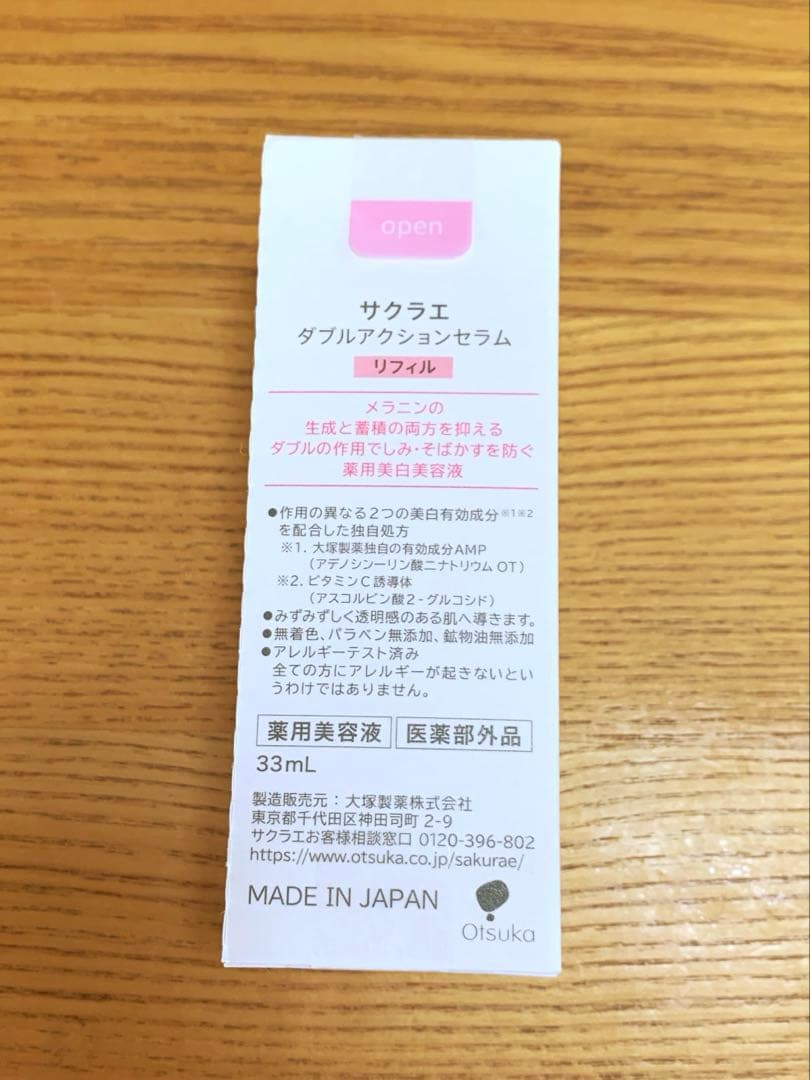 open
サクラエ
ダブルアクションセラム
リフィル
メラニンの
生成と蓄積の両方を抑える
ダブルの作用でしみ・そばかすを防ぐ
薬用美白美容液
●作用の異なる2つの美白有効成分※1※2
を配合した独自処方
※1. 大塚製薬独自の有効成分AMP
（アデノシン一リン酸二ナトリウム OT）
※2. ビタミンC誘導体
（アスコルビン酸2-グルコシド）
●みずみずしく透明感のある肌へ導きます。
●無着色、パラベン無添加、鉱物油無添加
●アレルギーテスト済み
全ての方にアレルギーが起きないとい
うわけではありません。
薬用美容液 医薬部外品
33mL
製造販売元：大塚製薬株式会社
東京都千代田区神田司町 2-9
サクラエお客様相談窓口 0120-396-802
https://www.otsuka.co.jp/sakurae/
MADE IN JAPAN
Otsuka